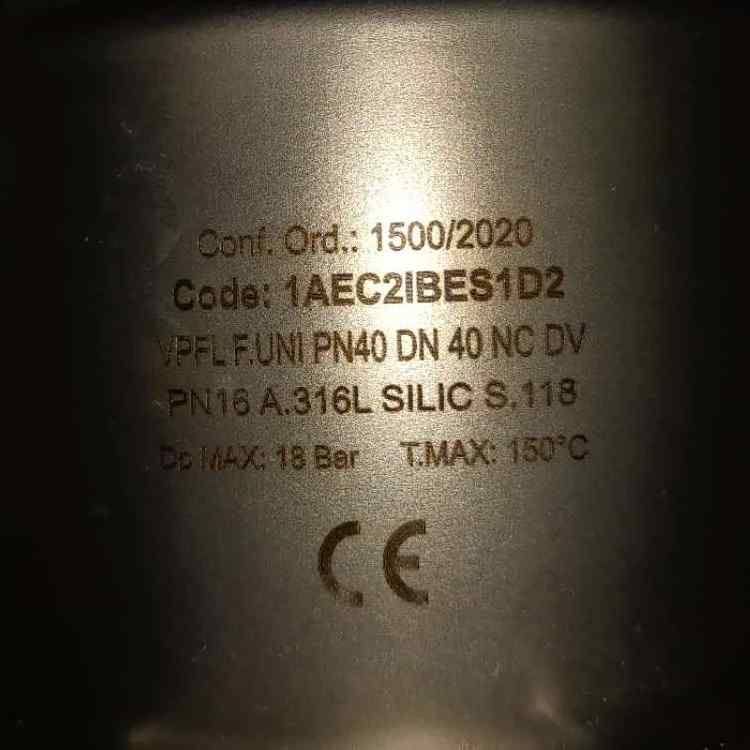 Conf. Ord.: 1500/2020
Code: 1AEC2IBES1D2
VPFL F.UNI PN40 DN 40 NC DV
PN16 A.316L SILIC S.118
Dp MAX: 18 Bar T.MAX: 150°C
CE